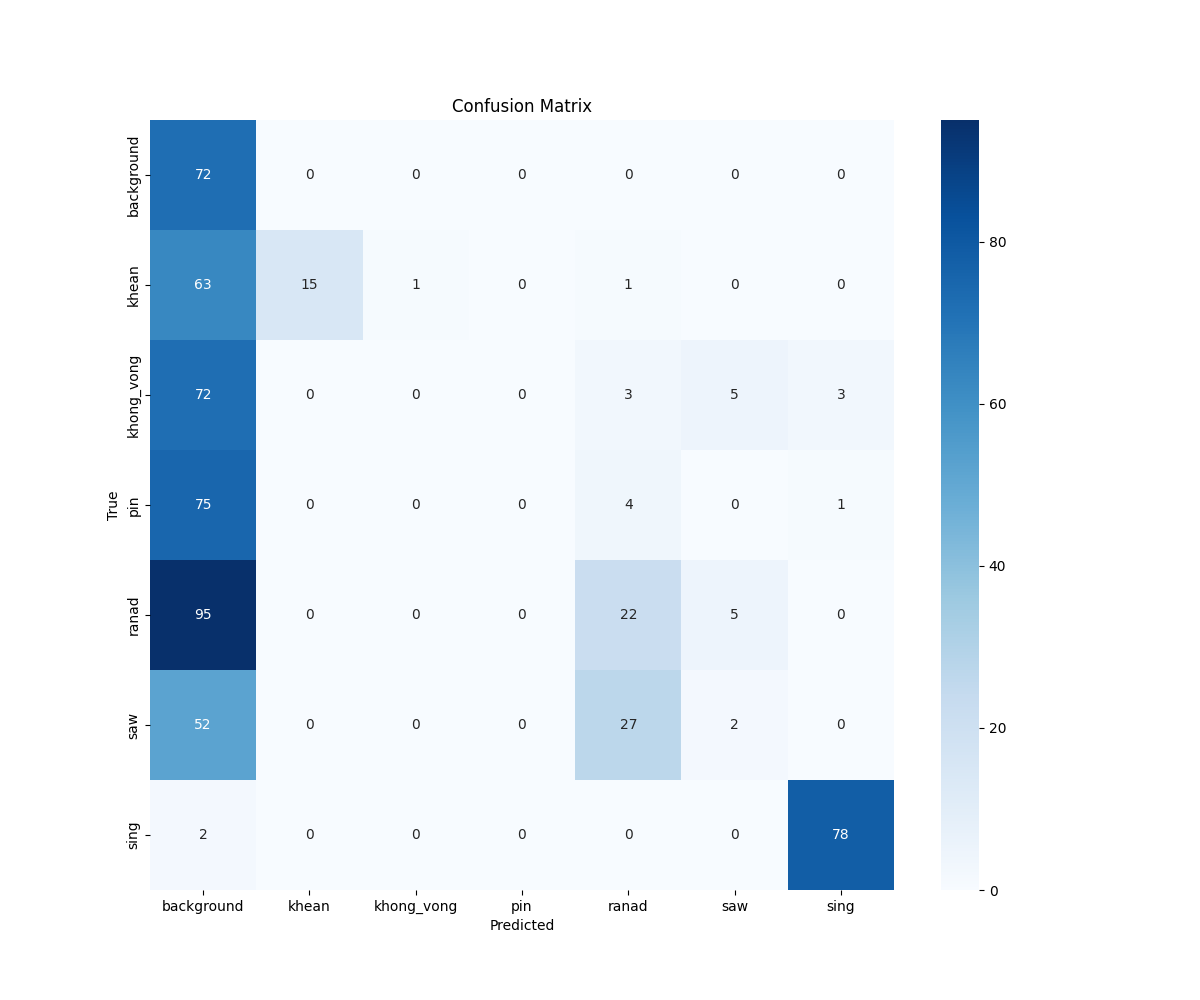 Confusion Matrix
background 72 0 0 0 0 0 0
khean 63 15 1 0 1 0 0
khong_vong 72 0 0 0 3 5 3
pin 75 0 0 0 4 0 1
ranad 95 0 0 0 22 5 0
saw 52 0 0 0 27 2 0
sing 2 0 0 0 0 0 78
True
background khean khong_vong pin ranad saw sing
Predicted
80
60
40
20
0